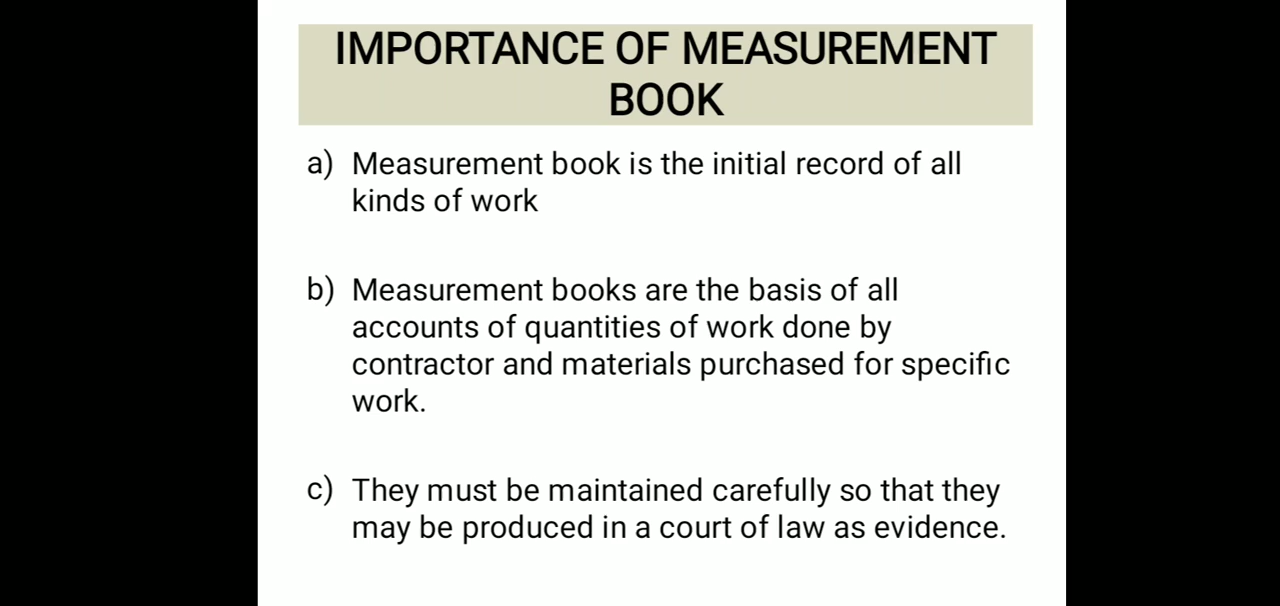 IMPORTANCE OF MEASUREMENT
BOOK
a) Measurement book is the initial record of all
kinds of work
b) Measurement books are the basis of all
accounts of quantities of work done by
contractor and materials purchased for specific
work.
c) They must be maintained carefully so that they
may be produced in a court of law as evidence.